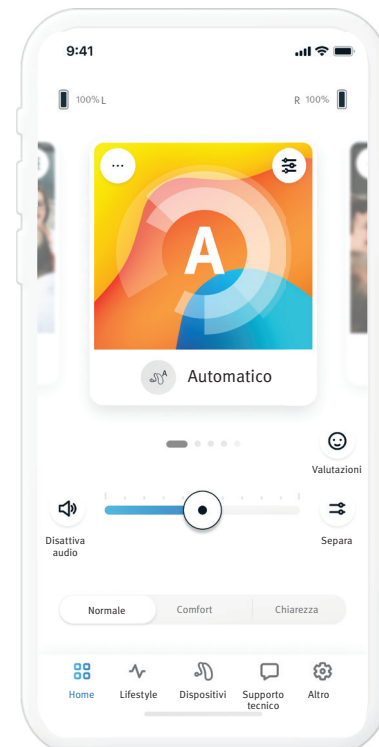 9:41
100% L
R 100%
...
A
A
Automatico
Valutazioni
Disattiva
audio
Separa
Normale
Comfort
Chiarezza
Home
Lifestyle
Dispositivi
Supporto
tecnico
Altro